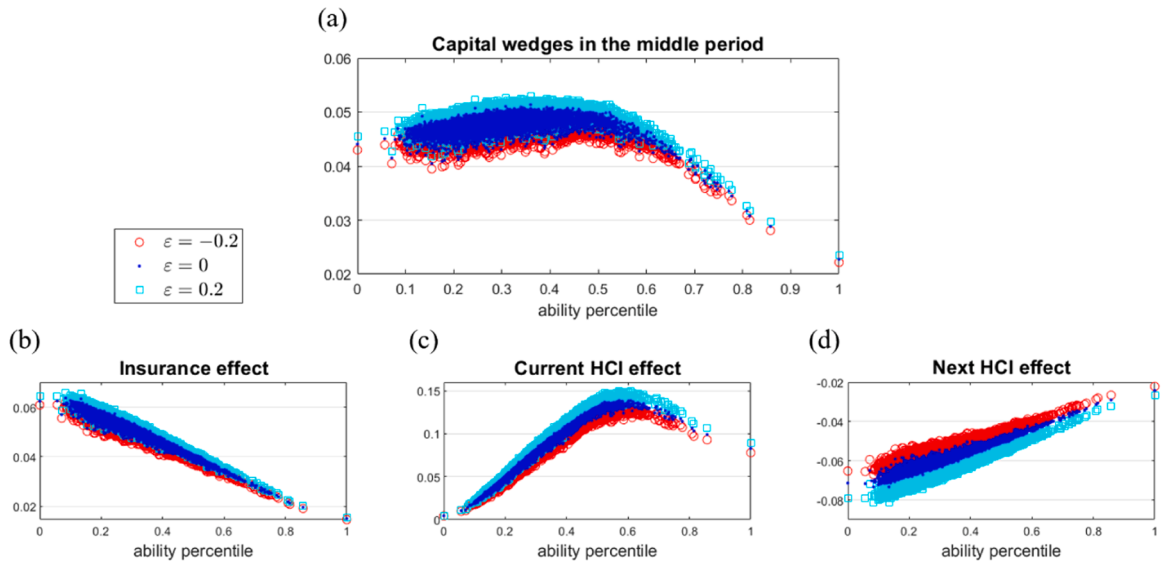 (a)
Capital wedges in the middle period
0.06
0.05
0.04
0.03
0.02
0 0.1 0.2 0.3 0.4 0.5 0.6 0.7 0.8 0.9 1
ability percentile
ε = −0.2
ε = 0
ε = 0.2
(b)
Insurance effect
0.06
0.04
0.02
0 0.2 0.4 0.6 0.8 1
ability percentile
(c)
Current HCI effect
0.15
0.1
0.05
0
0 0.2 0.4 0.6 0.8 1
ability percentile
(d)
Next HCI effect
-0.02
-0.04
-0.06
-0.08
0 0.2 0.4 0.6 0.8 1
ability percentile